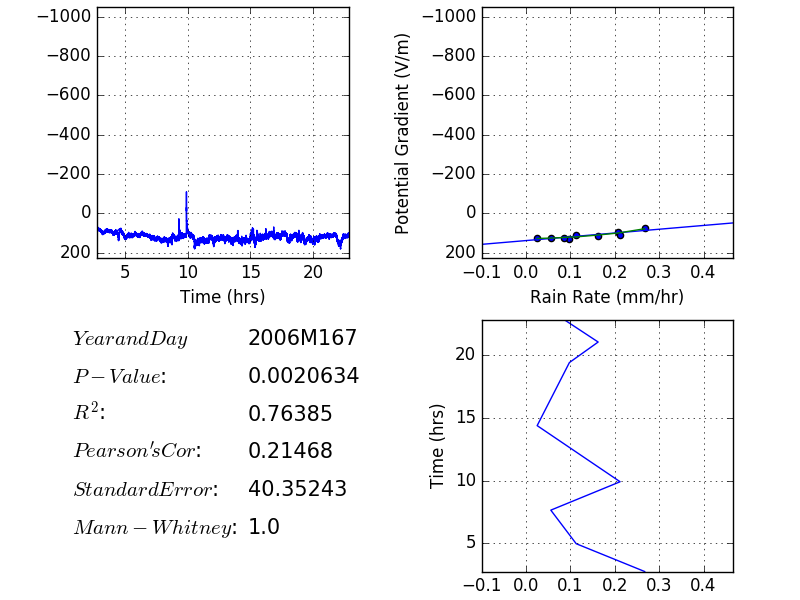 −1000
−800
−600
−400
−200
0
200
5 10 15 20
Time (hrs)
Potential Gradient (V/m)
−1000
−800
−600
−400
−200
0
200
−0.1 0.0 0.1 0.2 0.3 0.4
Rain Rate (mm/hr)
YearandDay 2006M167
P−Value: 0.0020634
R²: 0.76385
Pearson'sCor: 0.21468
StandardError: 40.35243
Mann−Whitney: 1.0
Time (hrs)
20
15
10
5
−0.1 0.0 0.1 0.2 0.3 0.4